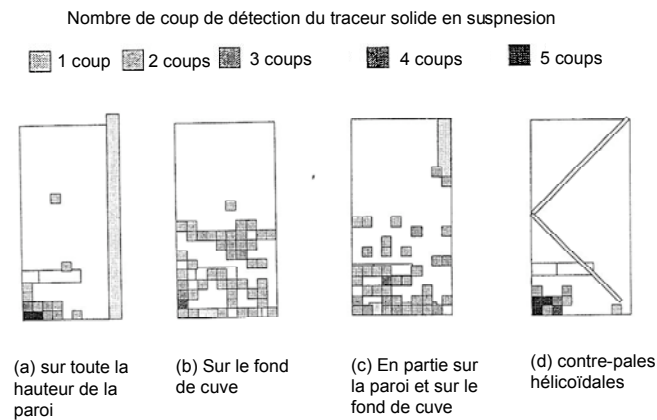 Nombre de coup de détection du traceur solide en suspnesion
1 coup 2 coups 3 coups 4 coups 5 coups
(a) sur toute la
hauteur de la
paroi
(b) Sur le fond
de cuve
(c) En partie sur
la paroi et sur le
fond de cuve
(d) contre-pales
hélicoïdales